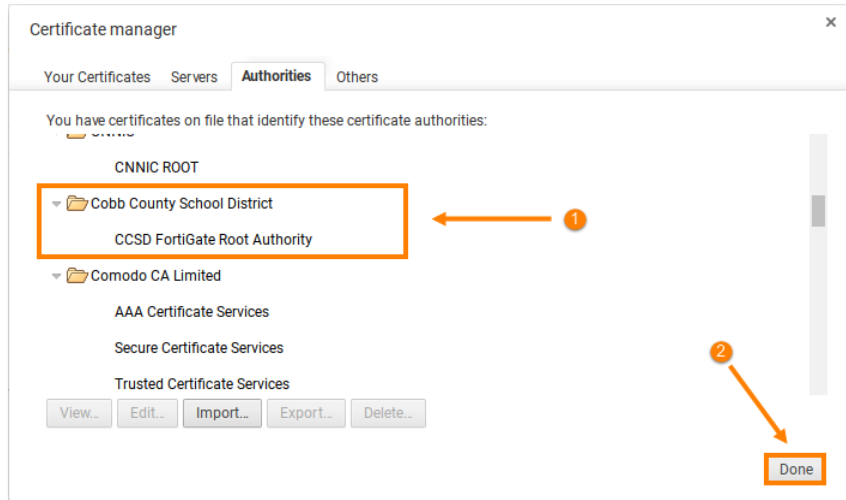 Certificate manager
×
Your Certificates Servers Authorities Others
You have certificates on file that identify these certificate authorities:
CNNIC ROOT
Cobb County School District
1
CCSD FortiGate Root Authority
Comodo CA Limited
AAA Certificate Services
Secure Certificate Services
2
Trusted Certificate Services
View... Edit... Import... Export... Delete...
Done